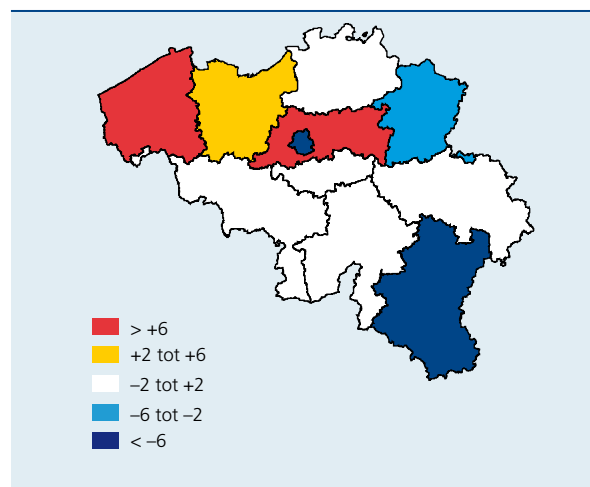 > +6
+2 tot +6
–2 tot +2
–6 tot –2
< –6